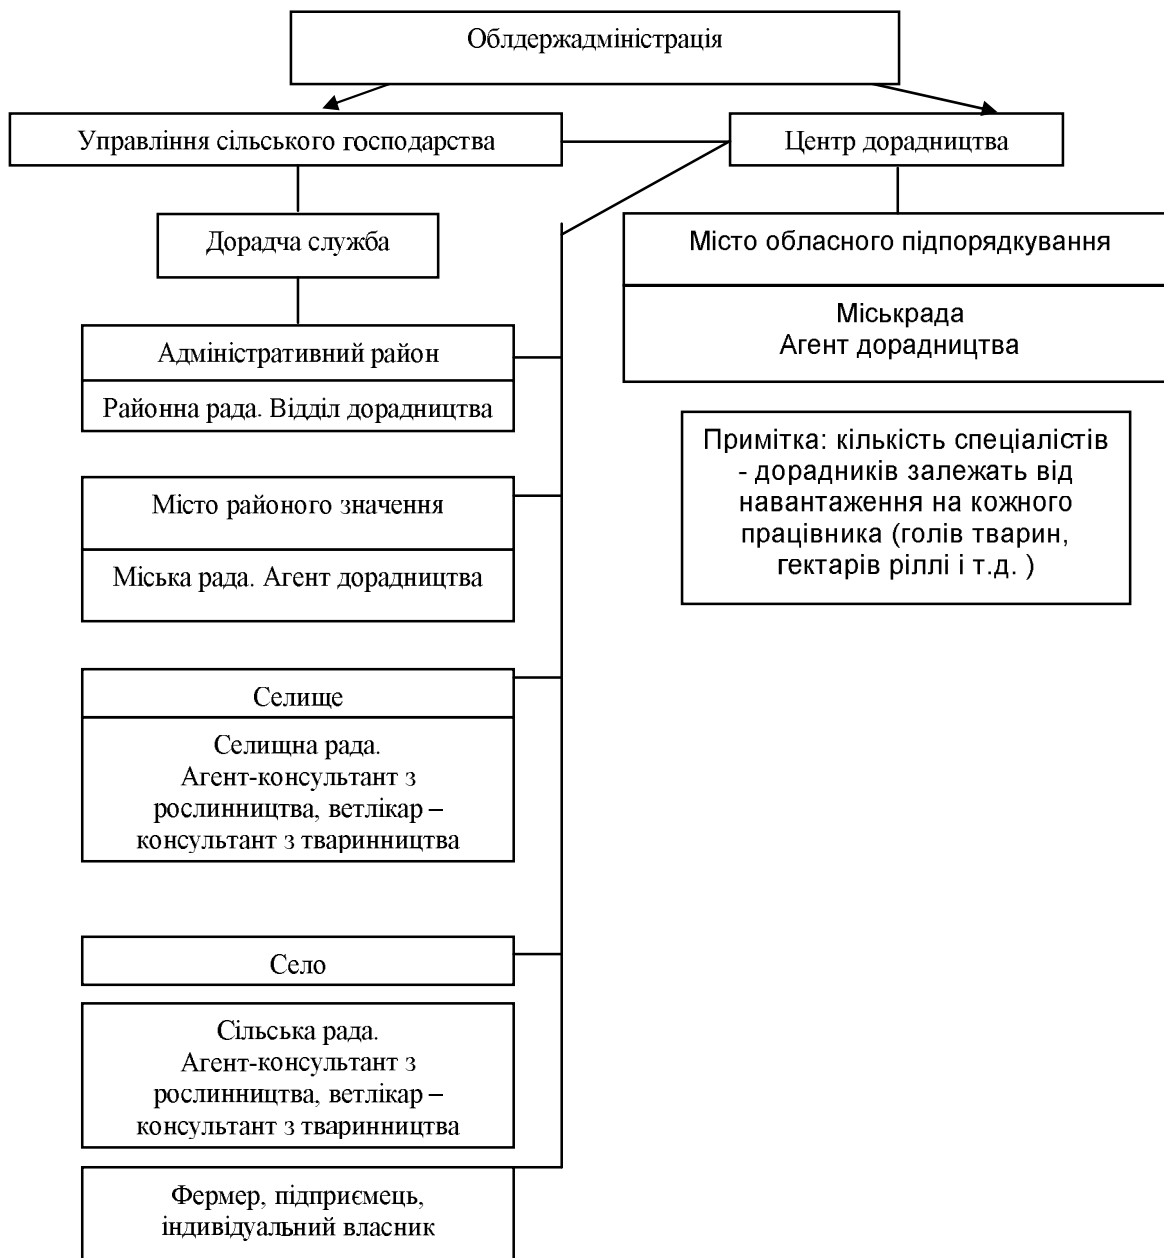 Облдержадміністрація
Управління сільського господарства
Центр дорадництва
Дорадча служба
Місто обласного підпорядкування
Міськрада
Агент дорадництва
Адміністративний район
Районна рада. Відділ дорадництва
Примітка: кількість спеціалістів
- дорадників залежать від
навантаження на кожного
працівника (голів тварин,
гектарів ріллі і т.д. )
Місто районого значення
Міська рада. Агент дорадництва
Селище
Селищна рада.
Агент-консультант з
рослинництва, ветлікар –
консультант з тваринництва
Село
Сільська рада.
Агент-консультант з
рослинництва, ветлікар –
консультант з тваринництва
Фермер, підприємець,
індивідуальний власник